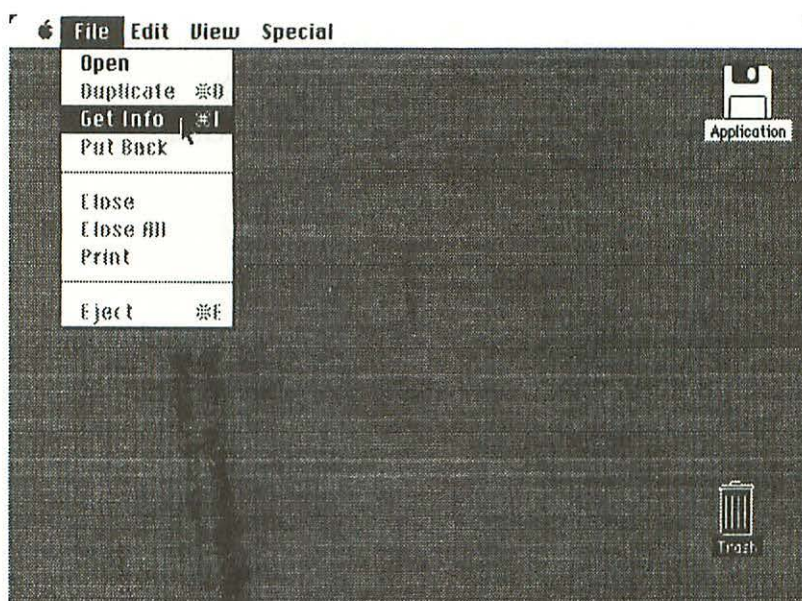 File Edit View Special
Open
Duplicate ⌘D
Get Info ⌘I
Put Back
Close
Close All
Print
Eject ⌘E
Application
Trash